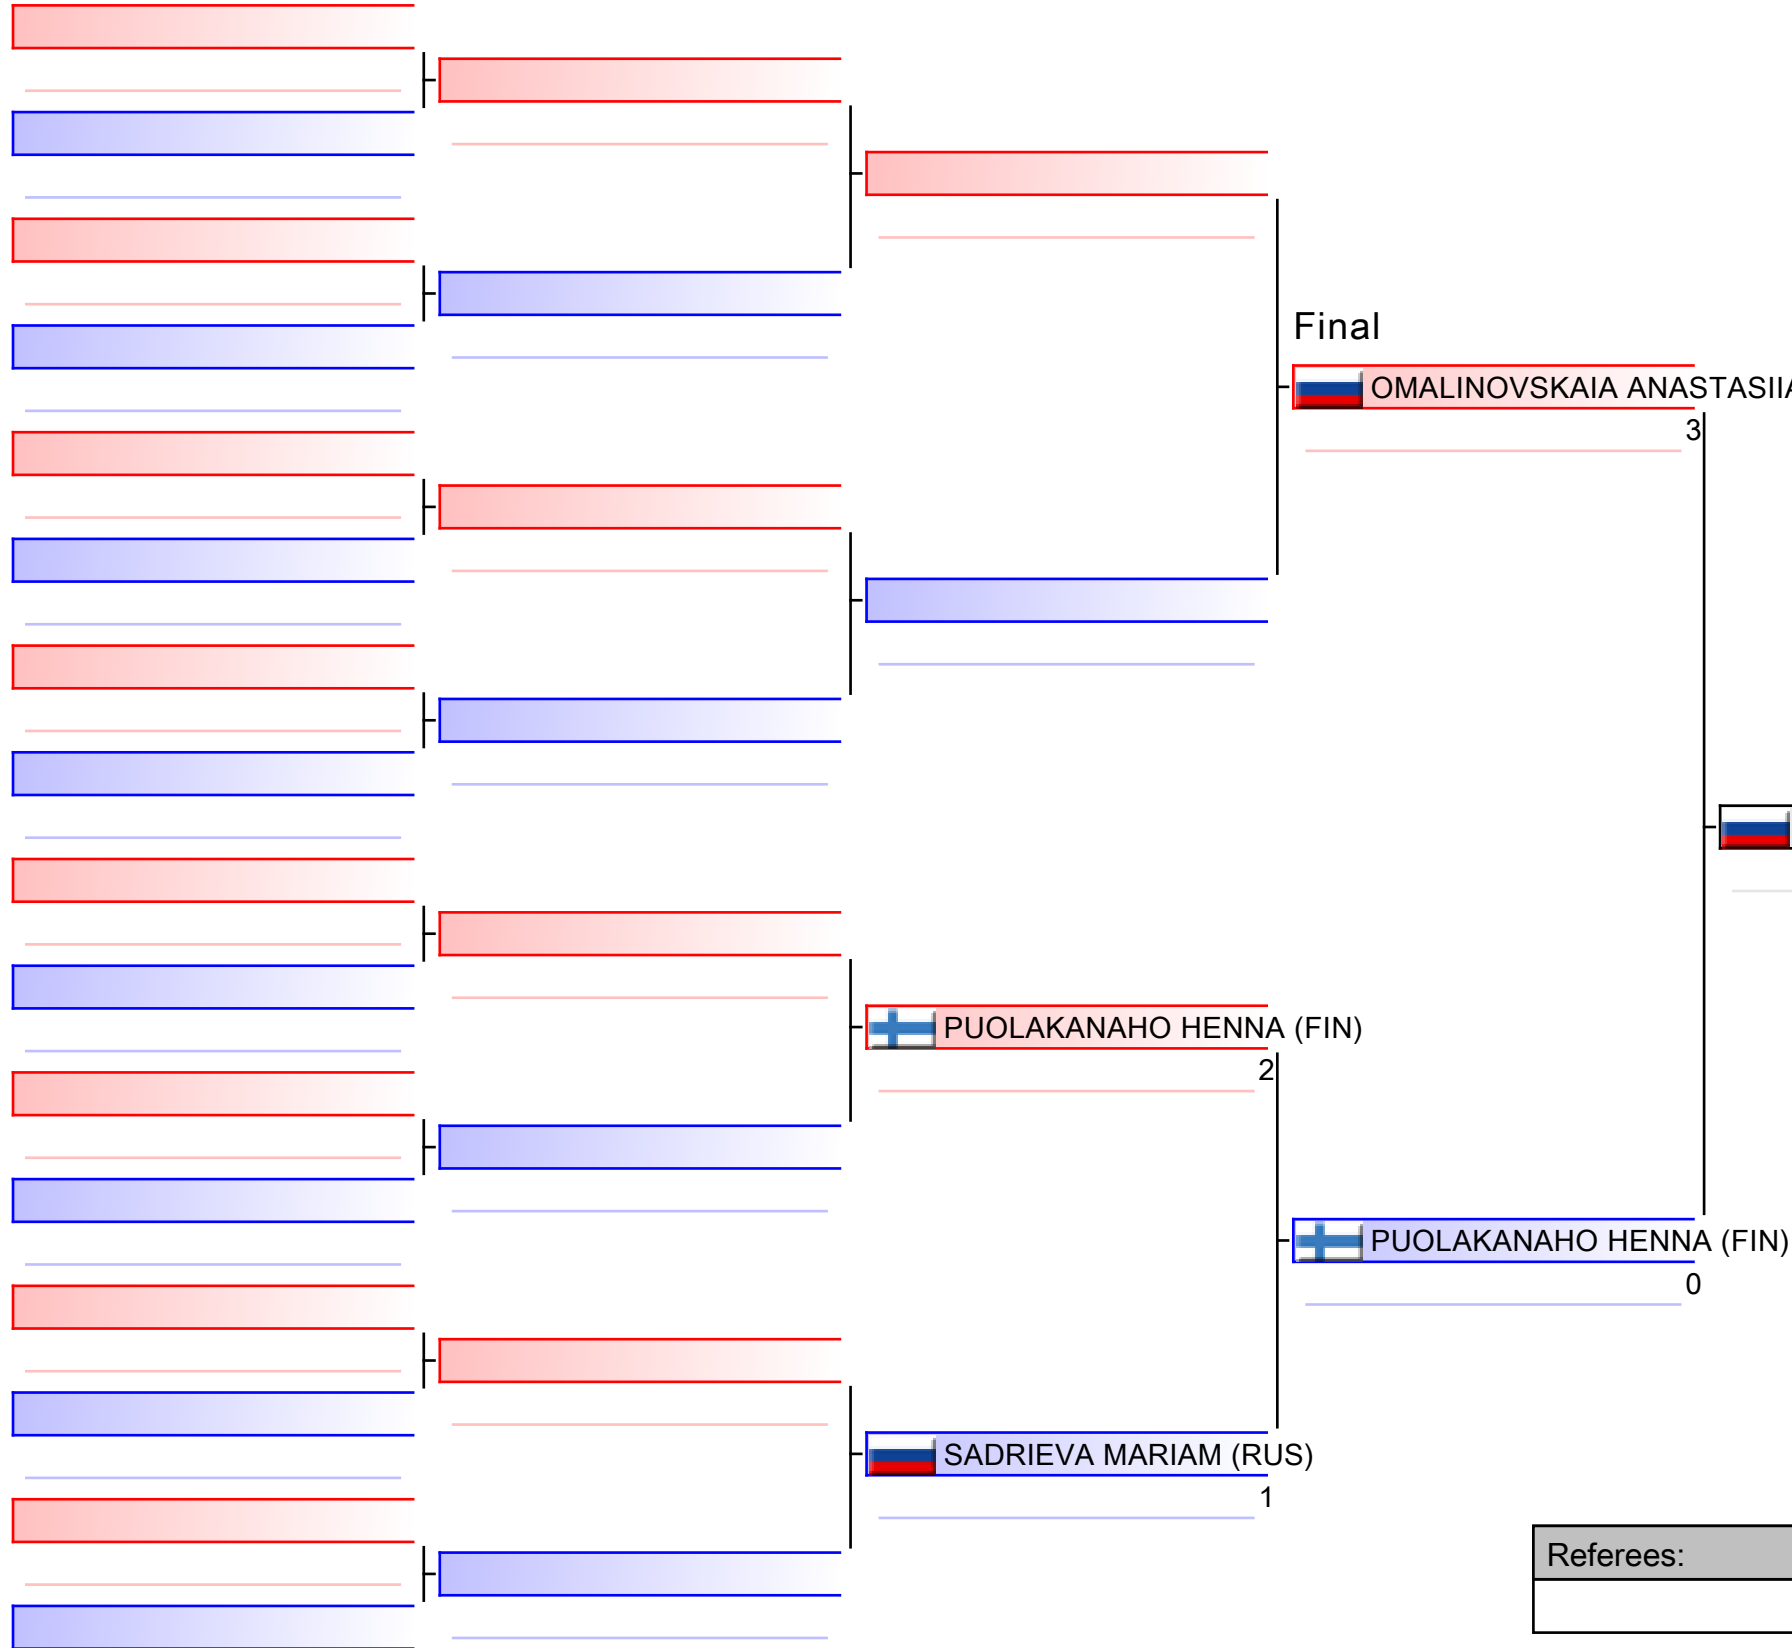 Final
OMALINOVSKAIA ANASTASIIA
3
PUOLAKANAHO HENNA (FIN)
2
PUOLAKANAHO HENNA (FIN)
0
SADRIEVA MARIAM (RUS)
1
Referees: